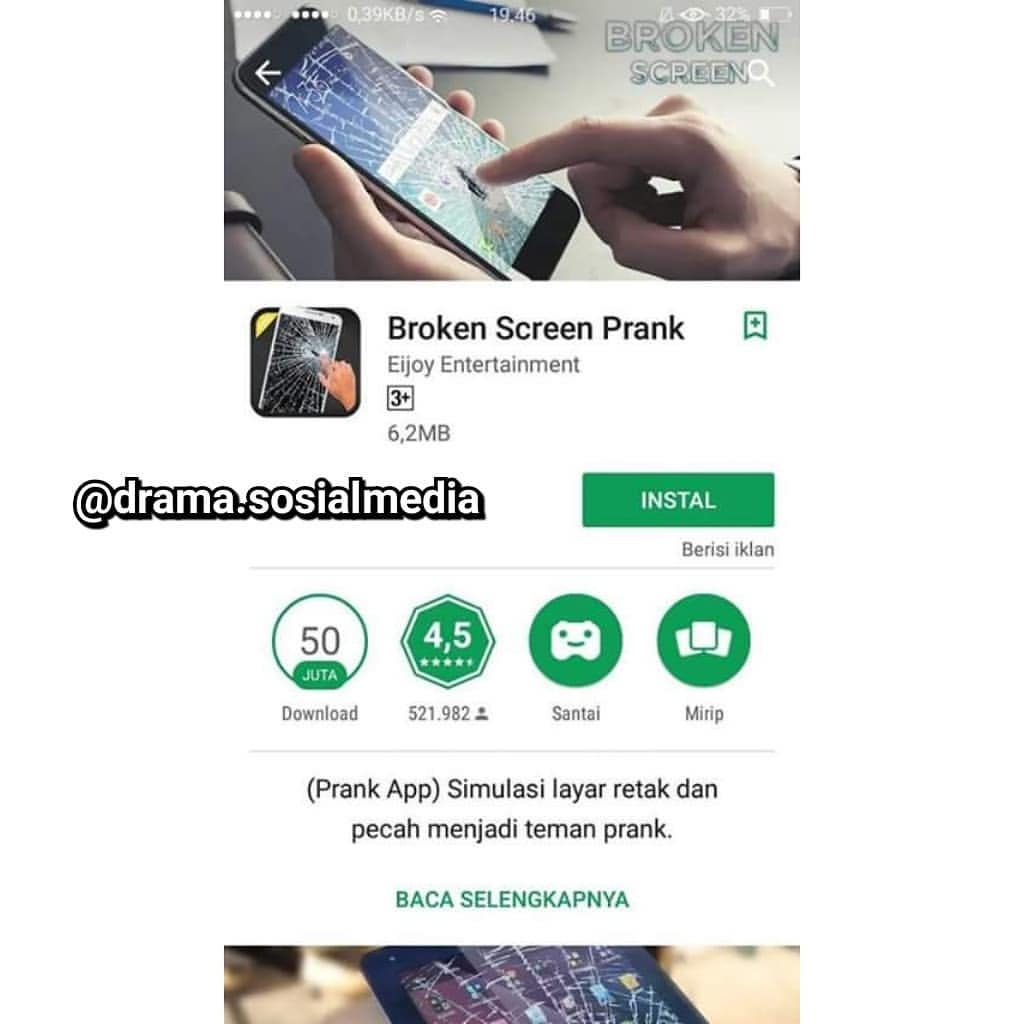 0,39KB/s 19.46 32%
BROKEN
SCREEN
Broken Screen Prank
Eijoy Entertainment
3+
6,2MB
@drama.sosialmedia
INSTAL
Berisi iklan
50 JUTA
4,5
Download 521.982 Santai Mirip
(Prank App) Simulasi layar retak dan
pecah menjadi teman prank.
BACA SELENGKAPNYA